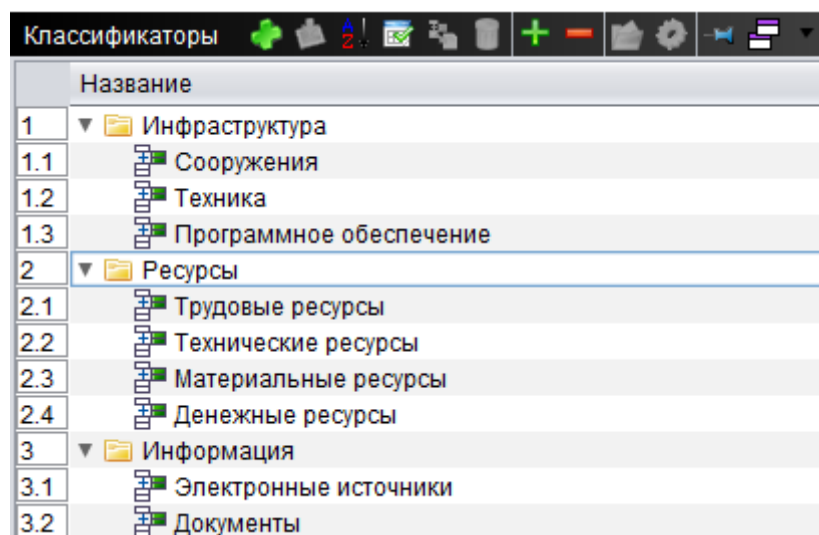 Классификаторы
Название
1 Инфраструктура
1.1 Сооружения
1.2 Техника
1.3 Программное обеспечение
2 Ресурсы
2.1 Трудовые ресурсы
2.2 Технические ресурсы
2.3 Материальные ресурсы
2.4 Денежные ресурсы
3 Информация
3.1 Электронные источники
3.2 Документы